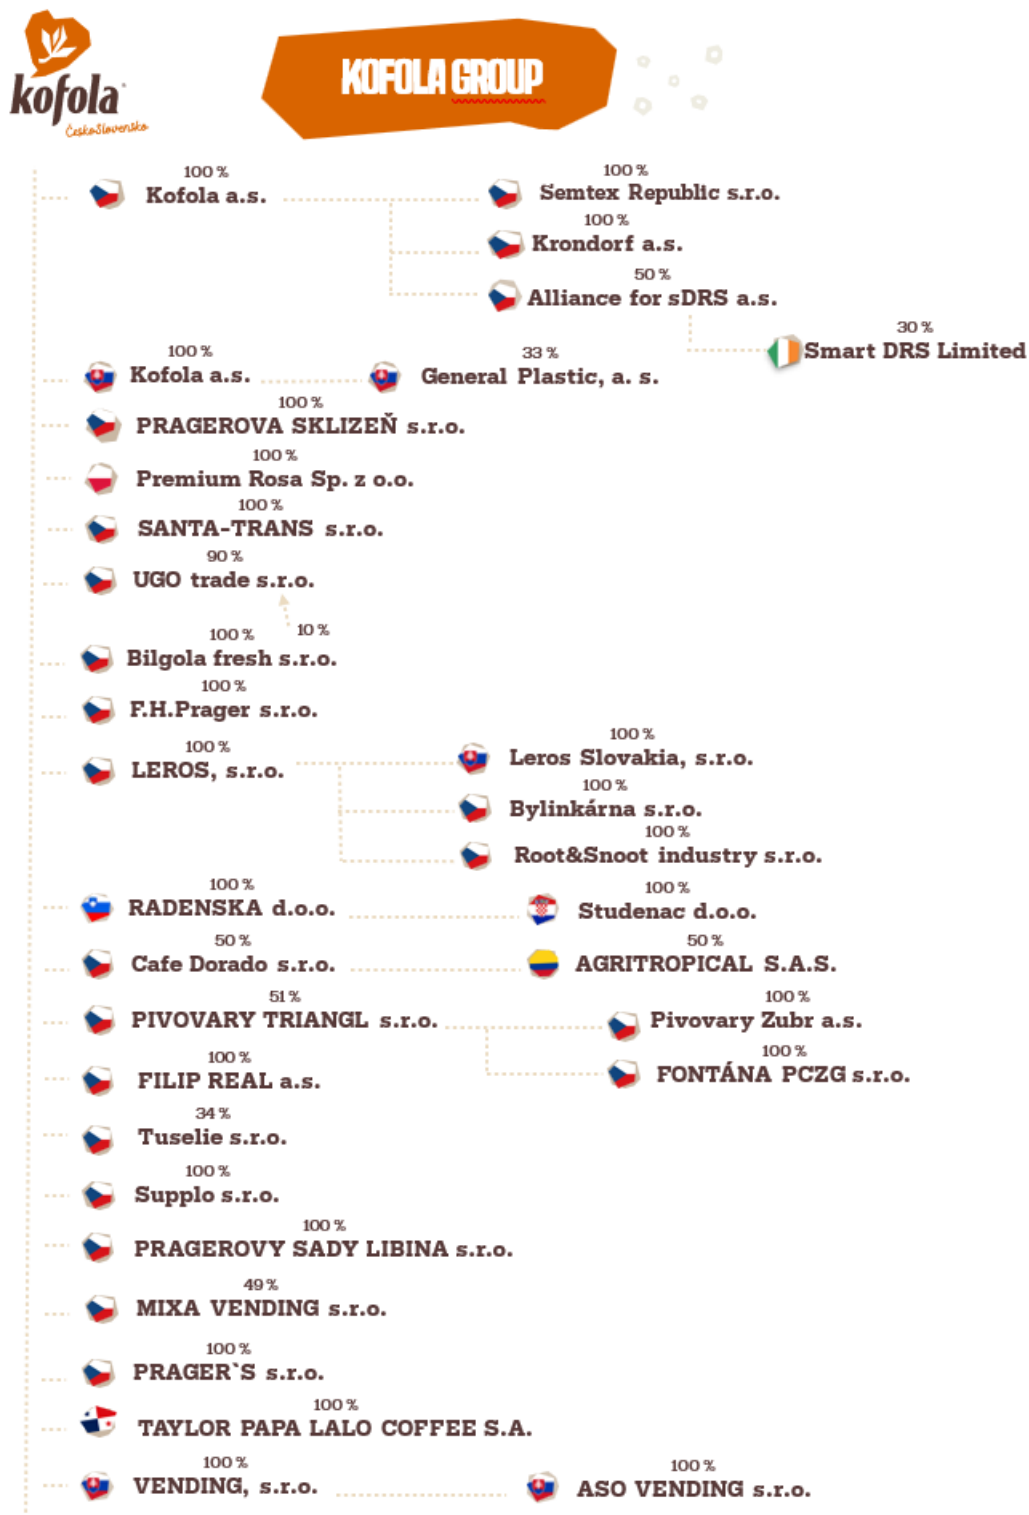 kofola
Československo
KOFOLA GROUP
100 %
Kofola a.s.
100 %
Semtex Republic s.r.o.
100 %
Krondorf a.s.
50 %
Alliance for sDRS a.s.
30 %
Smart DRS Limited
100 %
Kofola a.s.
33 %
General Plastic, a. s.
100 %
PRAGEROVA SKLIZEŇ s.r.o.
100 %
Premium Rosa Sp. z o.o.
100 %
SANTA-TRANS s.r.o.
90 %
UGO trade s.r.o.
10 %
100 %
Bilgola fresh s.r.o.
100 %
F.H.Prager s.r.o.
100 %
LEROS, s.r.o.
100 %
Leros Slovakia, s.r.o.
100 %
Bylinkárna s.r.o.
100 %
Root&Snoot industry s.r.o.
100 %
RADENSKA d.o.o.
100 %
Studenac d.o.o.
50 %
Cafe Dorado s.r.o.
50 %
AGRITROPICAL S.A.S.
51 %
PIVOVARY TRIANGL s.r.o.
100 %
Pivovary Zubr a.s.
100 %
FONTÁNA PCZG s.r.o.
100 %
FILIP REAL a.s.
34 %
Tuselie s.r.o.
100 %
Supplo s.r.o.
100 %
PRAGEROVY SADY LIBINA s.r.o.
49 %
MIXA VENDING s.r.o.
100 %
PRAGER`S s.r.o.
100 %
TAYLOR PAPA LALO COFFEE S.A.
100 %
VENDING, s.r.o.
100 %
ASO VENDING s.r.o.